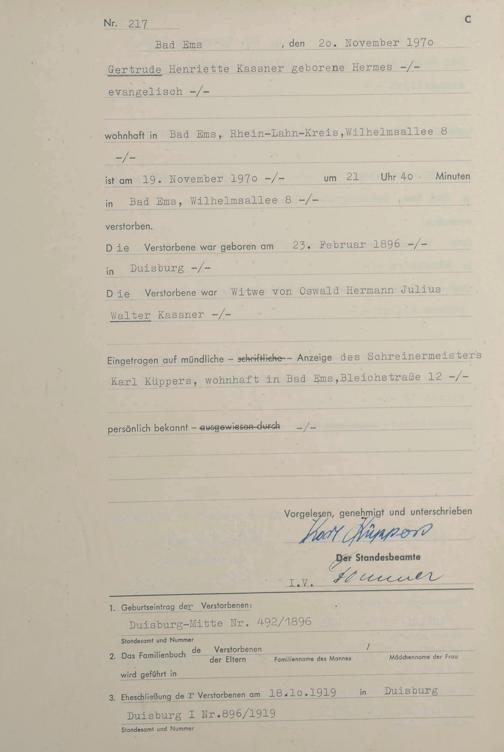 Nr. 217 C
Bad Ems , den 20. November 1970
Gertrude Henriette Kassner geborene Hermes -/-
evangelisch -/-
wohnhaft in Bad Ems, Rhein-Lahn-Kreis,Wilhelmsallee 8
-/-
ist am 19. November 1970 -/- um 21 Uhr 40 Minuten
in Bad Ems, Wilhelmsallee 8 -/- ,
verstorben.
Die Verstorbene war geboren am 23. Februar 1896 -/-
in Duisburg -/-
Die Verstorbene war Witwe von Oswald Hermann Julius
Walter Kassner -/-
Eingetragen auf mündliche – schriftliche – Anzeige des Schreinermeisters
Karl Küppers, wohnhaft in Bad Ems,Bleichstraße 12 -/-
persönlich bekannt – ausgewiesen durch -/-
Vorgelesen, genehmigt und unterschrieben
Karl Küppers
Der Standesbeamte
I.V.
1. Geburtseintrag der Verstorbenen:
Duisburg-Mitte Nr. 492/1896
Standesamt und Nummer
2. Das Familienbuch de Verstorbenen / der Eltern /
Familienname des Mannes Mädchenname der Frau
wird geführt in
3. Eheschließung der Verstorbenen am 18.10.1919 in Duisburg
Duisburg I Nr.896/1919
Standesamt und Nummer